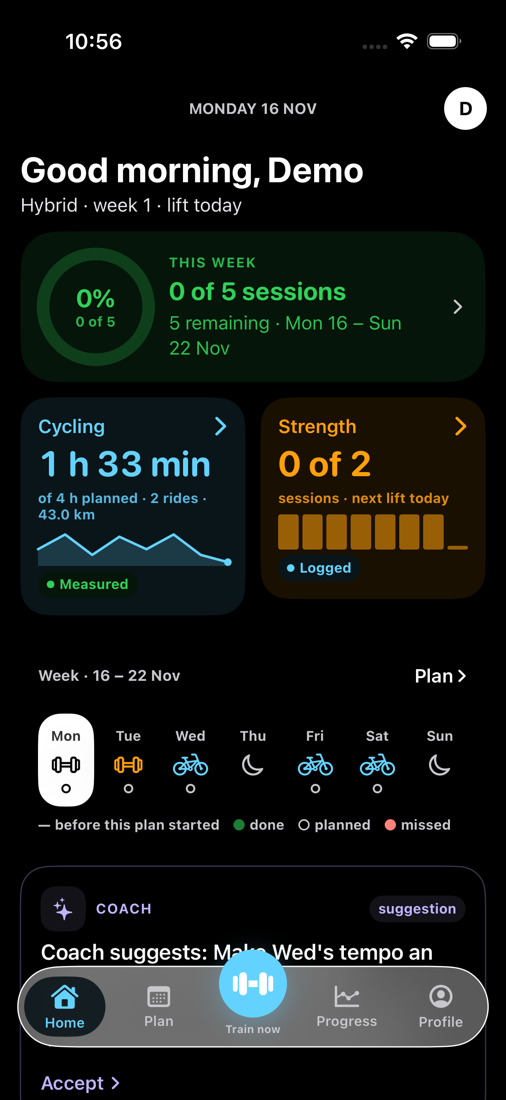 10:56
MONDAY 16 NOV
D
Good morning, Demo
Hybrid · week 1 · lift today
0%
0 of 5
THIS WEEK
0 of 5 sessions
5 remaining · Mon 16 – Sun
22 Nov
Cycling
1 h 33 min
of 4 h planned · 2 rides ·
43.0 km
Measured
Strength
0 of 2
sessions · next lift today
Logged
Week · 16 – 22 Nov
Plan
Mon Tue Wed Thu Fri Sat Sun
— before this plan started done planned missed
COACH
suggestion
Coach suggests: Make Wed's tempo an
Home
Plan
Train now
Progress
Profile
Accept